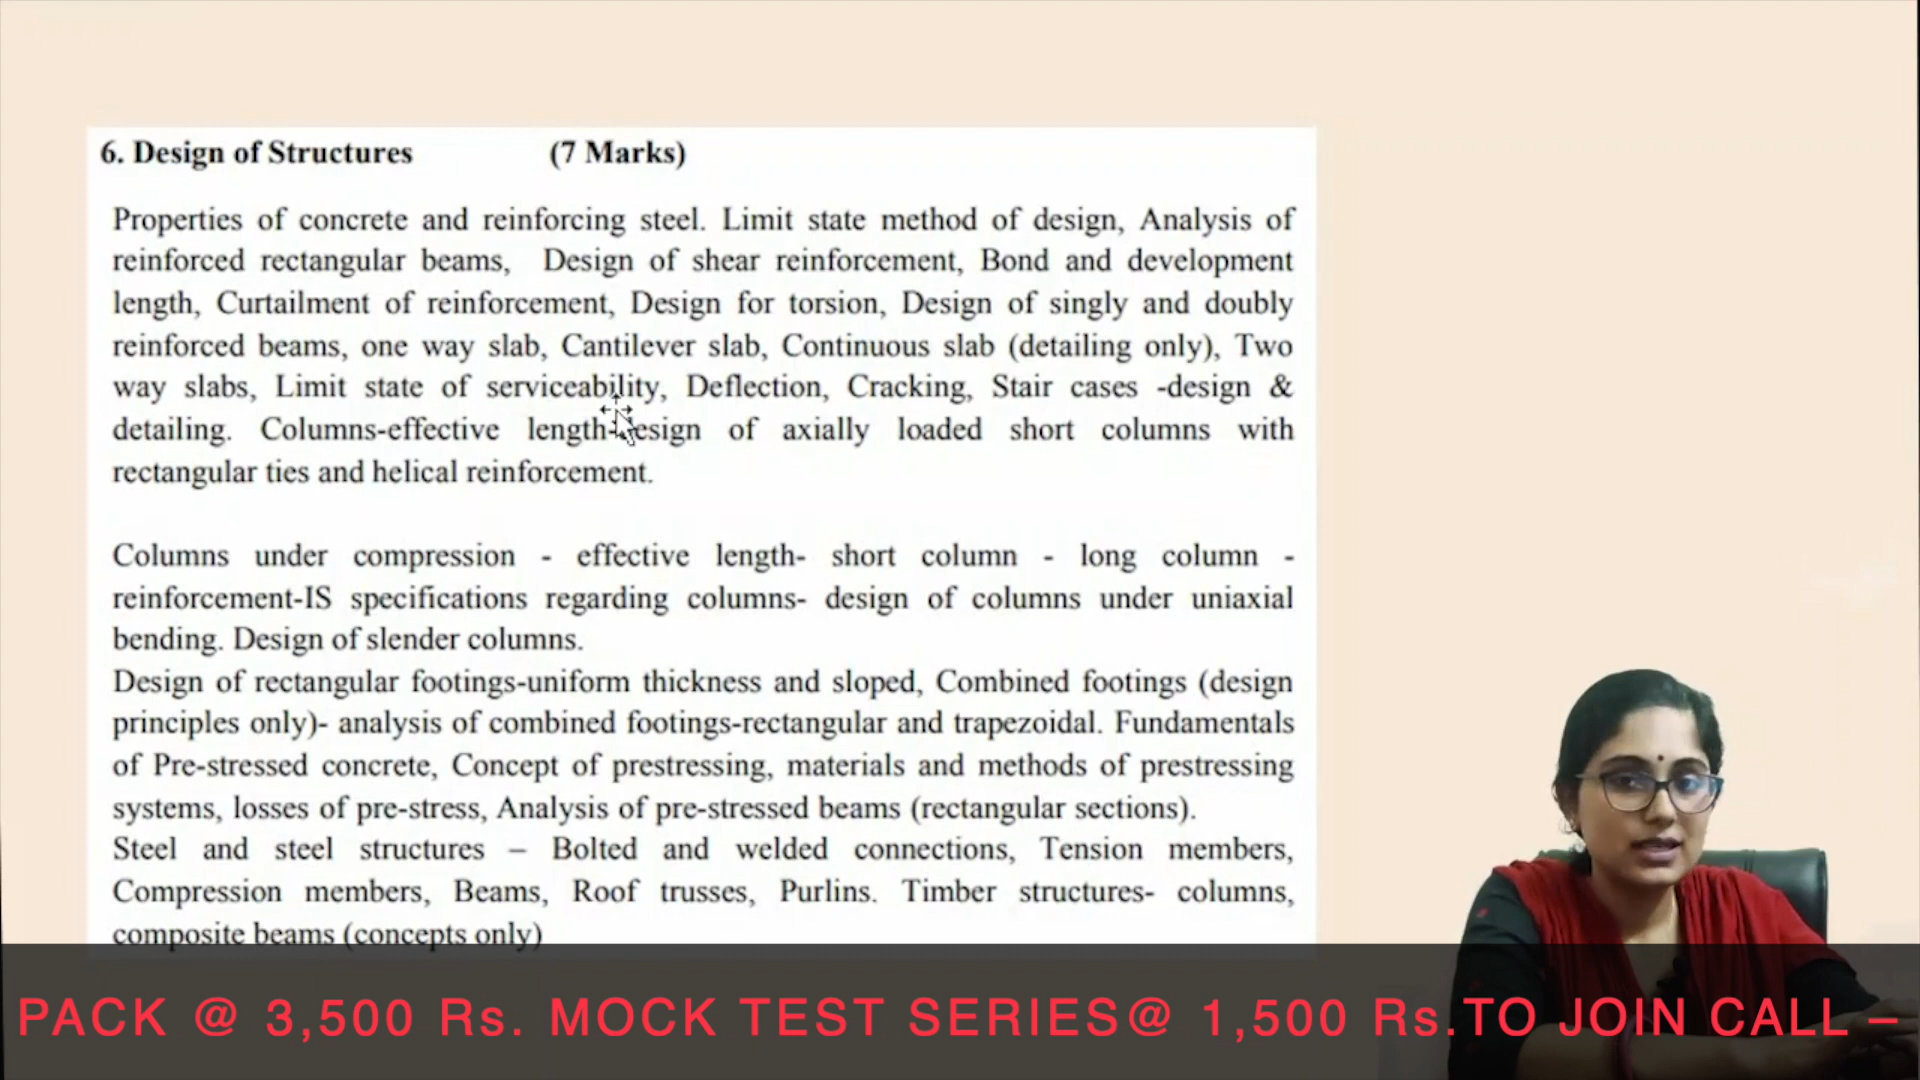 6. Design of Structures (7 Marks)
Properties of concrete and reinforcing steel. Limit state method of design, Analysis of
reinforced rectangular beams, Design of shear reinforcement, Bond and development
length, Curtailment of reinforcement, Design for torsion, Design of singly and doubly
reinforced beams, one way slab, Cantilever slab, Continuous slab (detailing only), Two
way slabs, Limit state of serviceability, Deflection, Cracking, Stair cases -design &
detailing. Columns-effective length-design of axially loaded short columns with
rectangular ties and helical reinforcement.
Columns under compression - effective length- short column - long column -
reinforcement-IS specifications regarding columns- design of columns under uniaxial
bending. Design of slender columns.
Design of rectangular footings-uniform thickness and sloped, Combined footings (design
principles only)- analysis of combined footings-rectangular and trapezoidal. Fundamentals
of Pre-stressed concrete, Concept of prestressing, materials and methods of prestressing
systems, losses of pre-stress, Analysis of pre-stressed beams (rectangular sections).
Steel and steel structures – Bolted and welded connections, Tension members,
Compression members, Beams, Roof trusses, Purlins. Timber structures- columns,
composite beams (concepts only)
PACK @ 3,500 Rs. MOCK TEST SERIES@ 1,500 Rs.TO JOIN CALL –